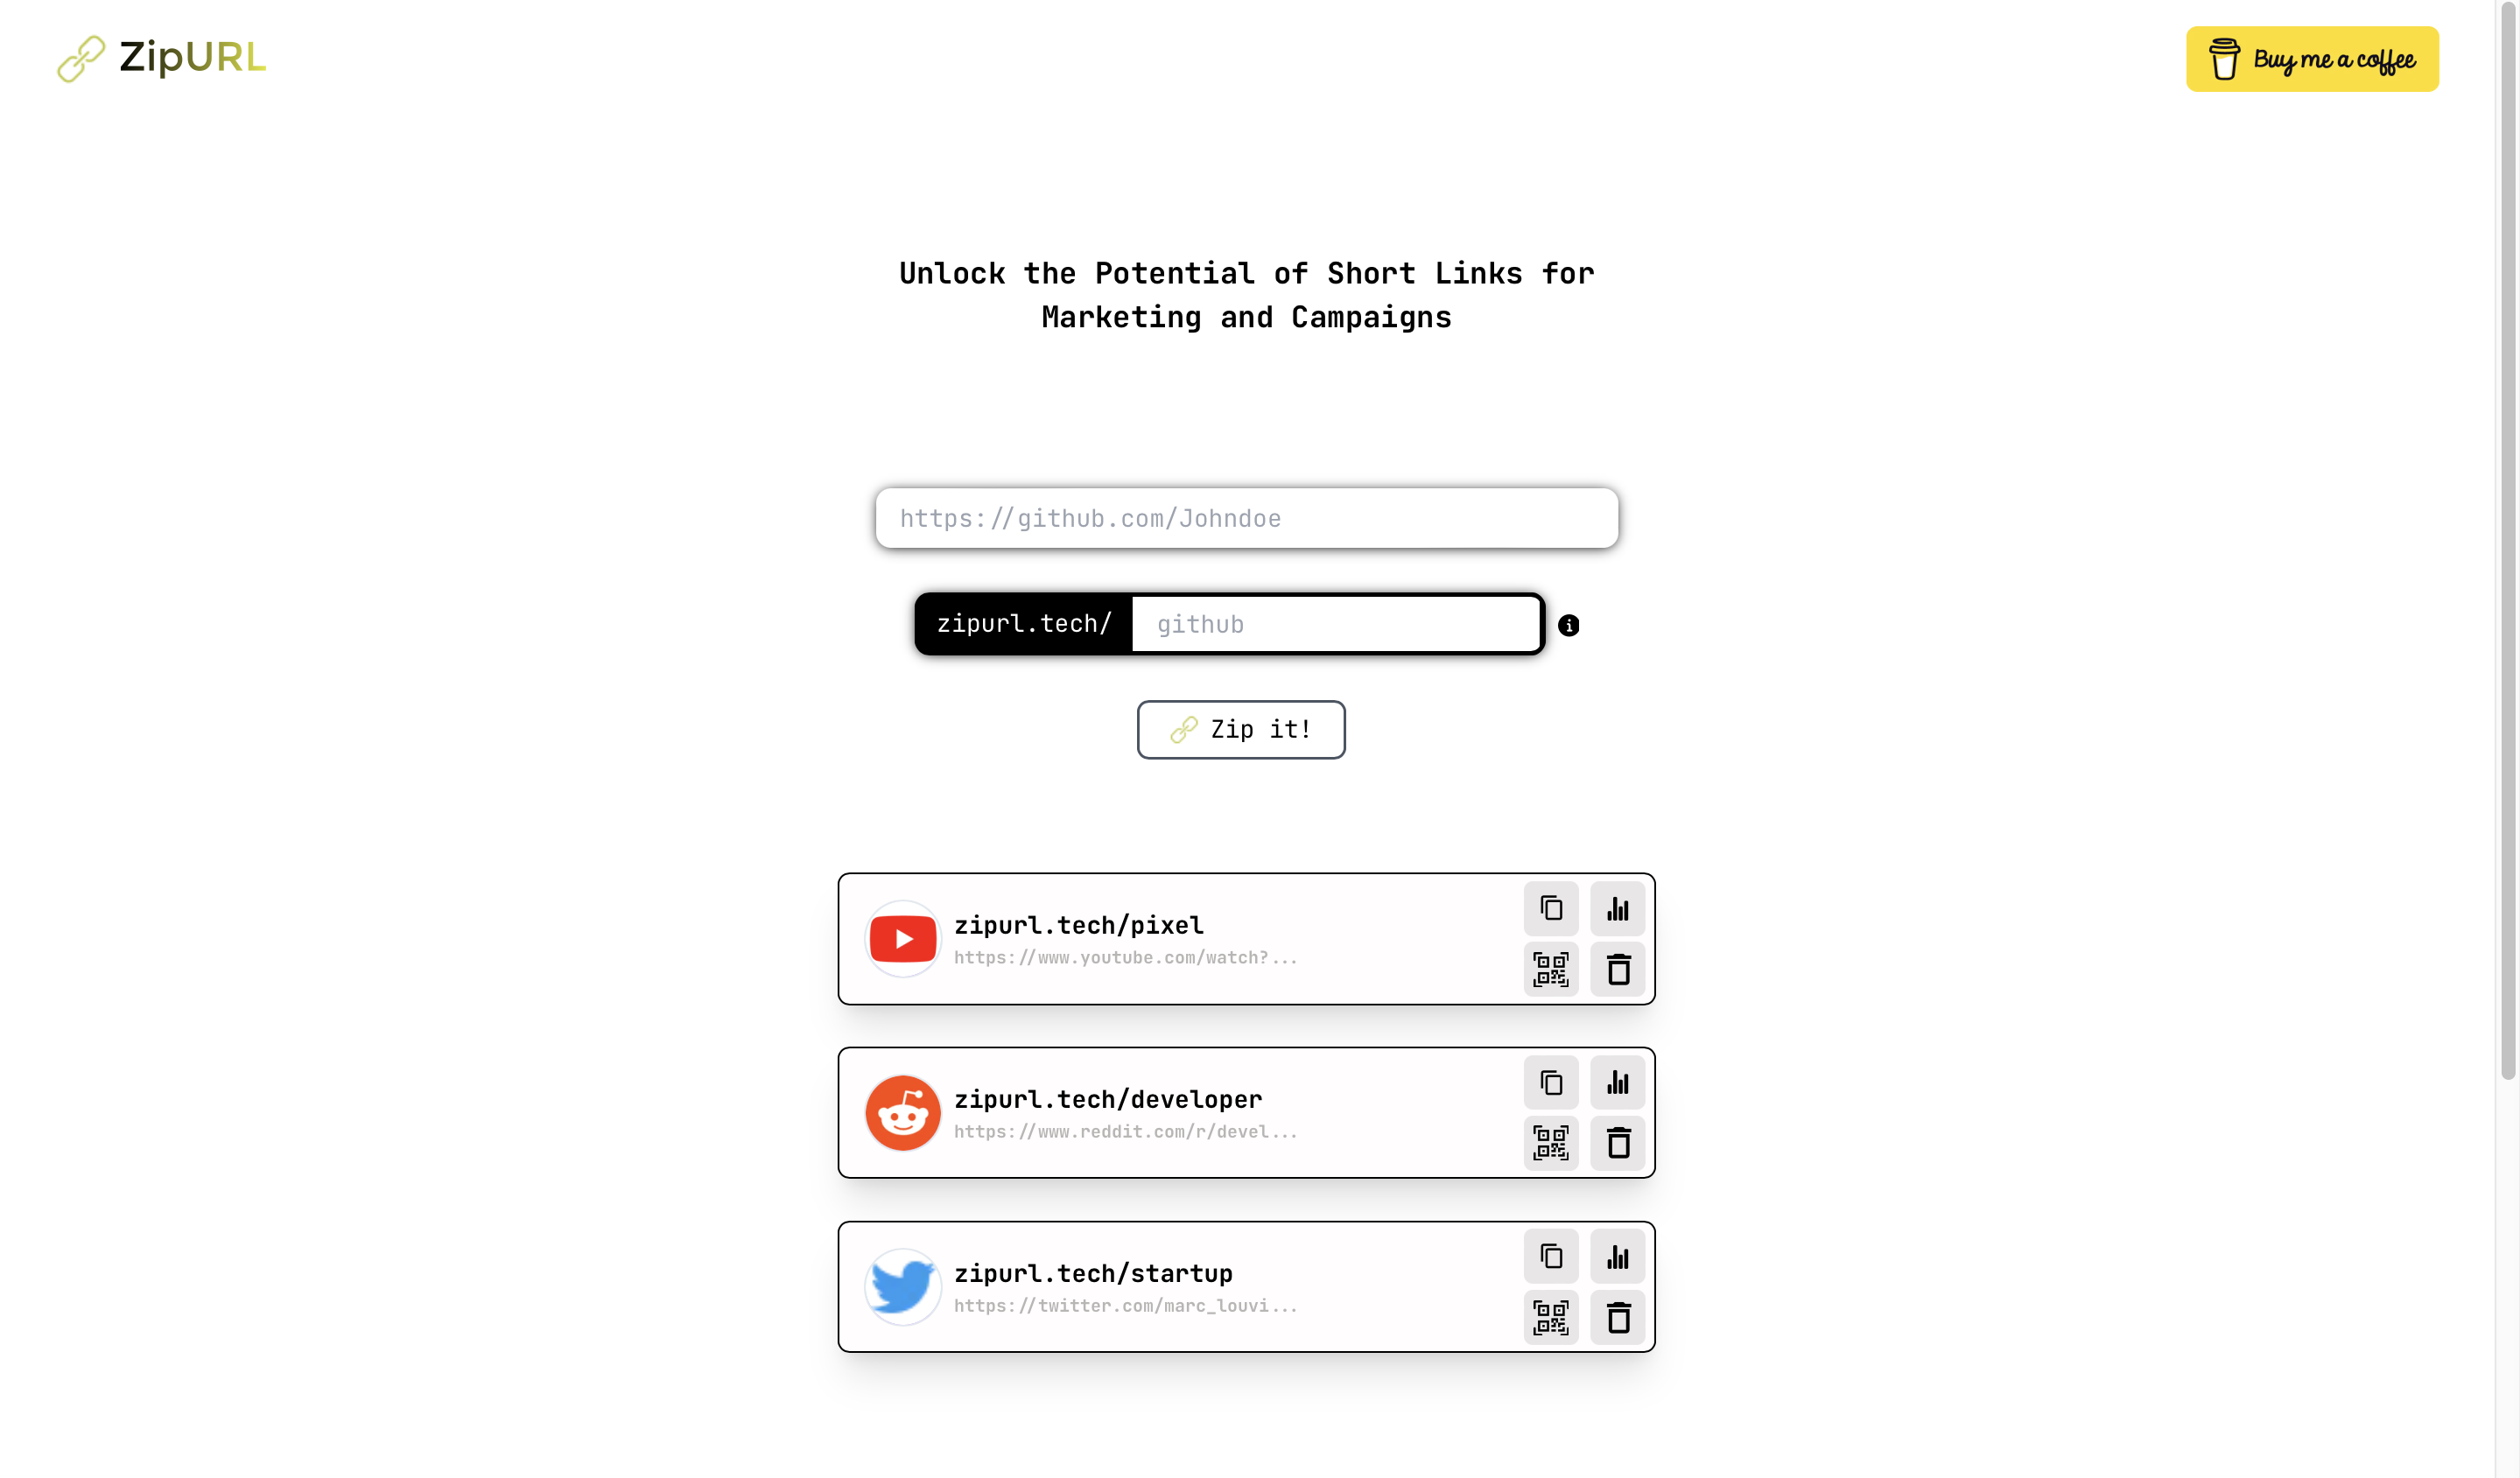 ZipURL
Buy me a coffee
Unlock the Potential of Short Links for
Marketing and Campaigns
https://github.com/Johndoe
zipurl.tech/ github
Zip it!
zipurl.tech/pixel
https://www.youtube.com/watch?...
zipurl.tech/developer
https://www.reddit.com/r/devel...
zipurl.tech/startup
https://twitter.com/marc_louvi...